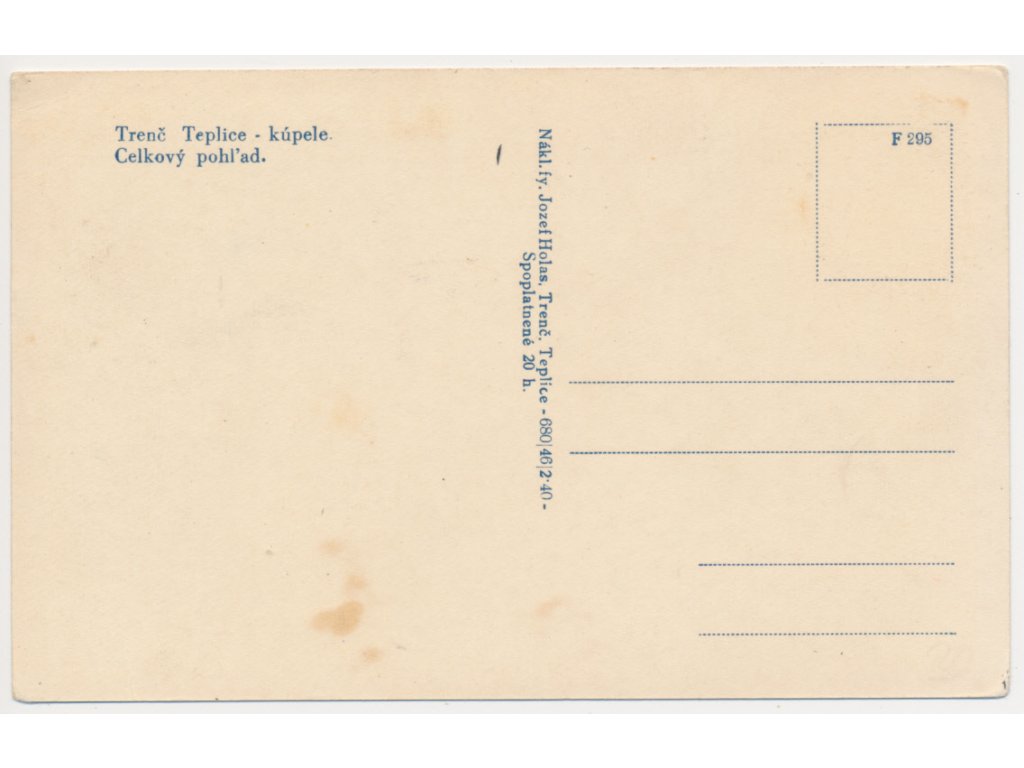 Trenč Teplice - kúpele.
Celkový pohľad.
Nákl. fy. Jozef Holas, Trenč. Teplice - 680|46|2·40 -
Spoplatnené 20 h.
F 295